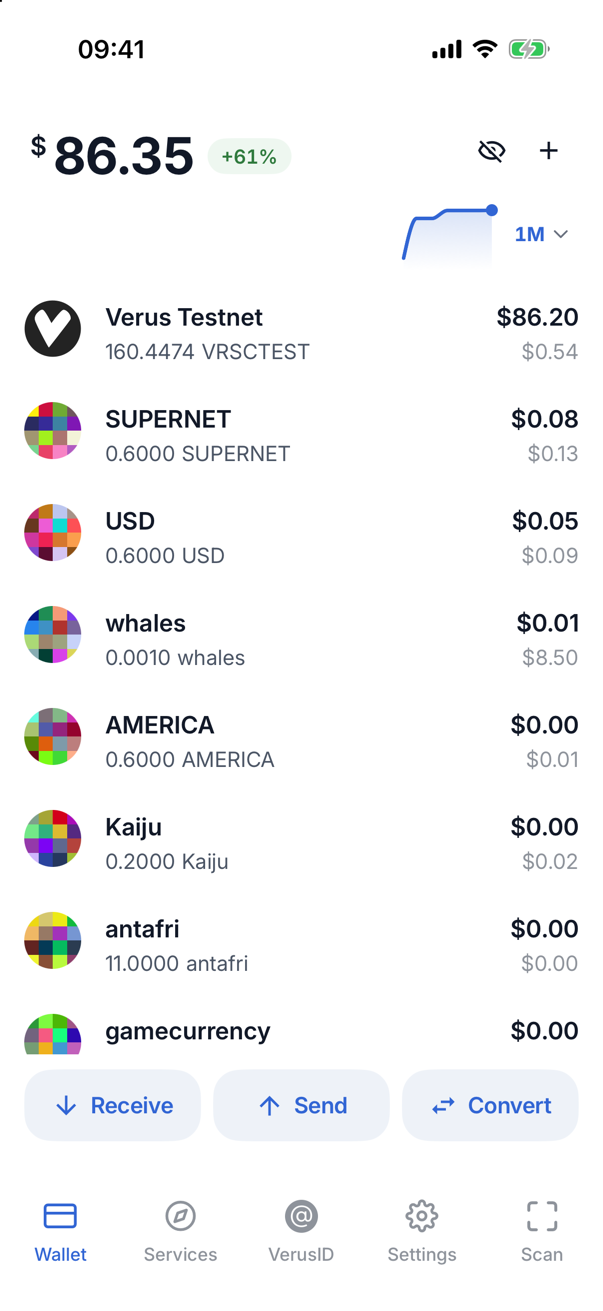 09:41
$ 86.35 +61%
1M
Verus Testnet $86.20
160.4474 VRSCTEST $0.54
SUPERNET $0.08
0.6000 SUPERNET $0.13
USD $0.05
0.6000 USD $0.09
whales $0.01
0.0010 whales $8.50
AMERICA $0.00
0.6000 AMERICA $0.01
Kaiju $0.00
0.2000 Kaiju $0.02
antafri $0.00
11.0000 antafri $0.00
gamecurrency $0.00
Receive Send Convert
Wallet Services VerusID Settings Scan